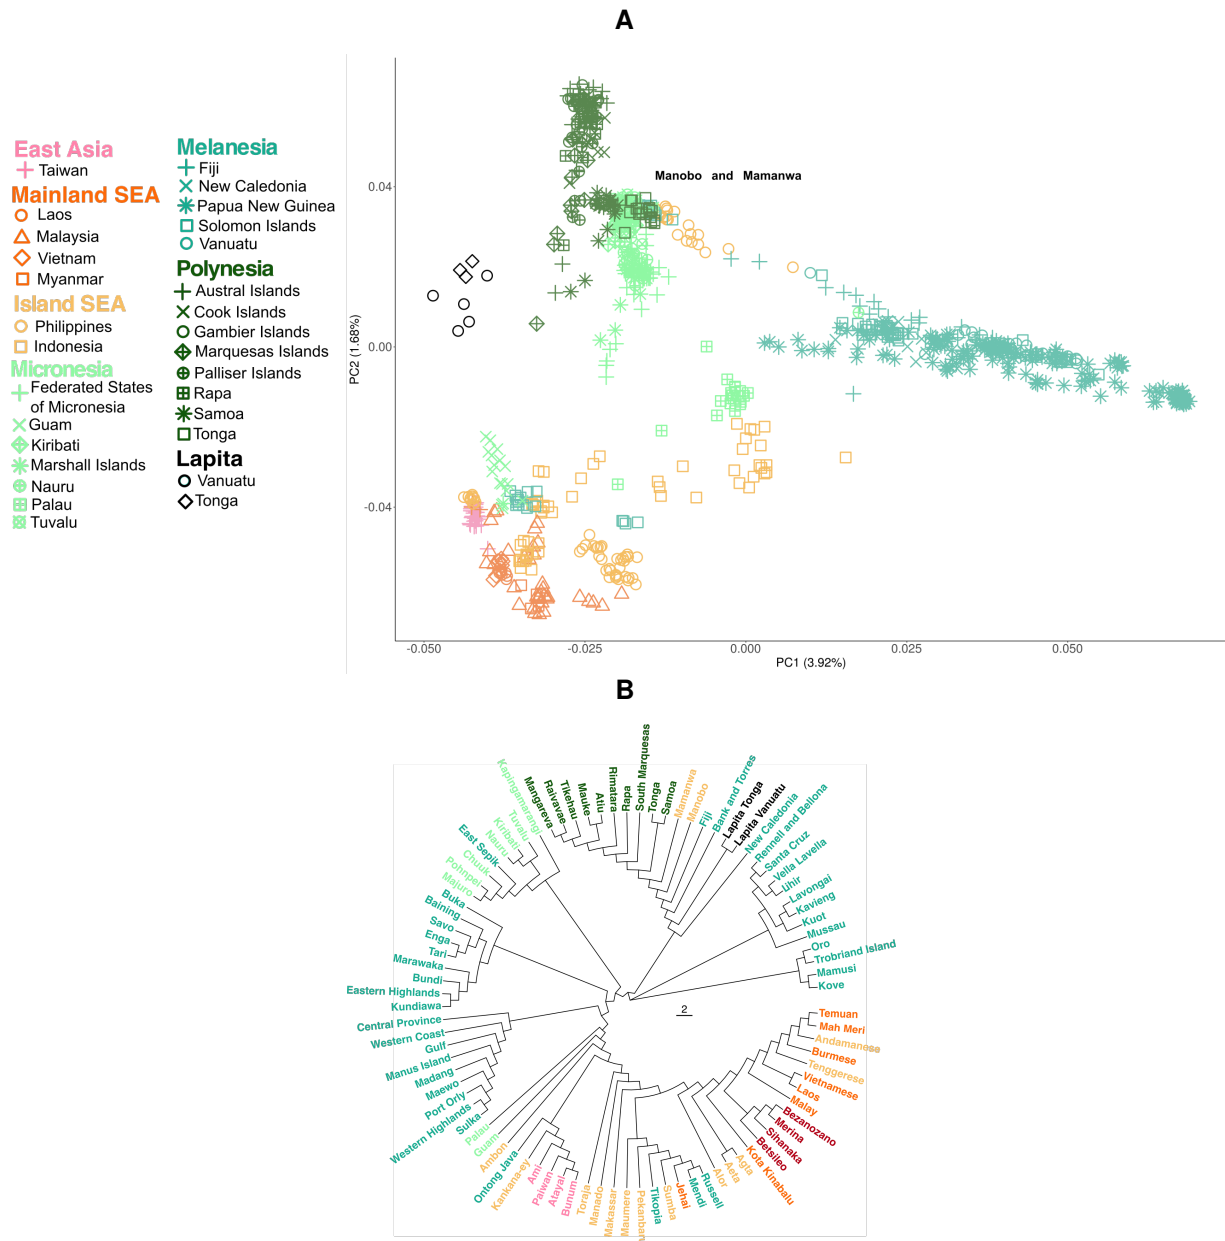 A
East Asia
Taiwan
Mainland SEA
Laos
Malaysia
Vietnam
Myanmar
Island SEA
Philippines
Indonesia
Micronesia
Federated States
of Micronesia
Guam
Kiribati
Marshall Islands
Nauru
Palau
Tuvalu
Melanesia
Fiji
New Caledonia
Papua New Guinea
Solomon Islands
Vanuatu
Polynesia
Austral Islands
Cook Islands
Gambier Islands
Marquesas Islands
Palliser Islands
Rapa
Samoa
Tonga
Lapita
Vanuatu
Tonga
Manobo and Mamanwa
0.04
0.00
-0.04
PC2 (1.68%)
-0.050
-0.025
0.000
0.025
0.050
PC1 (3.92%)
B
Kapingamarangi
Mangareva
Raivavae
Tikehau
Mauke
Atiu
Rimatara
Rapa
South Marquesas
Tonga
Samoa
Mamanwa
Manobo
Fiji
Bank and Torres
Lapita Tonga
Lapita Vanuatu
New Caledonia
Rennell and Bellona
Santa Cruz
Vella Lavella
Lihir
Lavongai
Kavieng
Kuot
Mussau
Oro
Trobriand Island
Mamusi
Kove
Temuan
Mah Meri
Andamanese
Burmese
Tenggerese
Vietnamese
Laos
Malay
Bezanozano
Merina
Sihanaka
Betsileo
Kota Kinabalu
Agta
Aeta
Alor
Russell
Mendi
Jehai
Sumba
Tikopia
Pekanbaru
Maumere
Makassar
Manado
Toraja
Bunum
Atayal
Paiwan
Ami
Kankana-ey
Ontong Java
Ambon
Guam
Palau
Sulka
Western Highlands
Port Orly
Maewo
Madang
Manus Island
Gulf
Western Coast
Central Province
Kundiawa
Eastern Highlands
Bundi
Marawaka
Tari
Enga
Savo
Baining
Buka
Majuro
Pohnpei
Chuuk
East Sepik
Nauru
Kiribati
Tuvalu
2